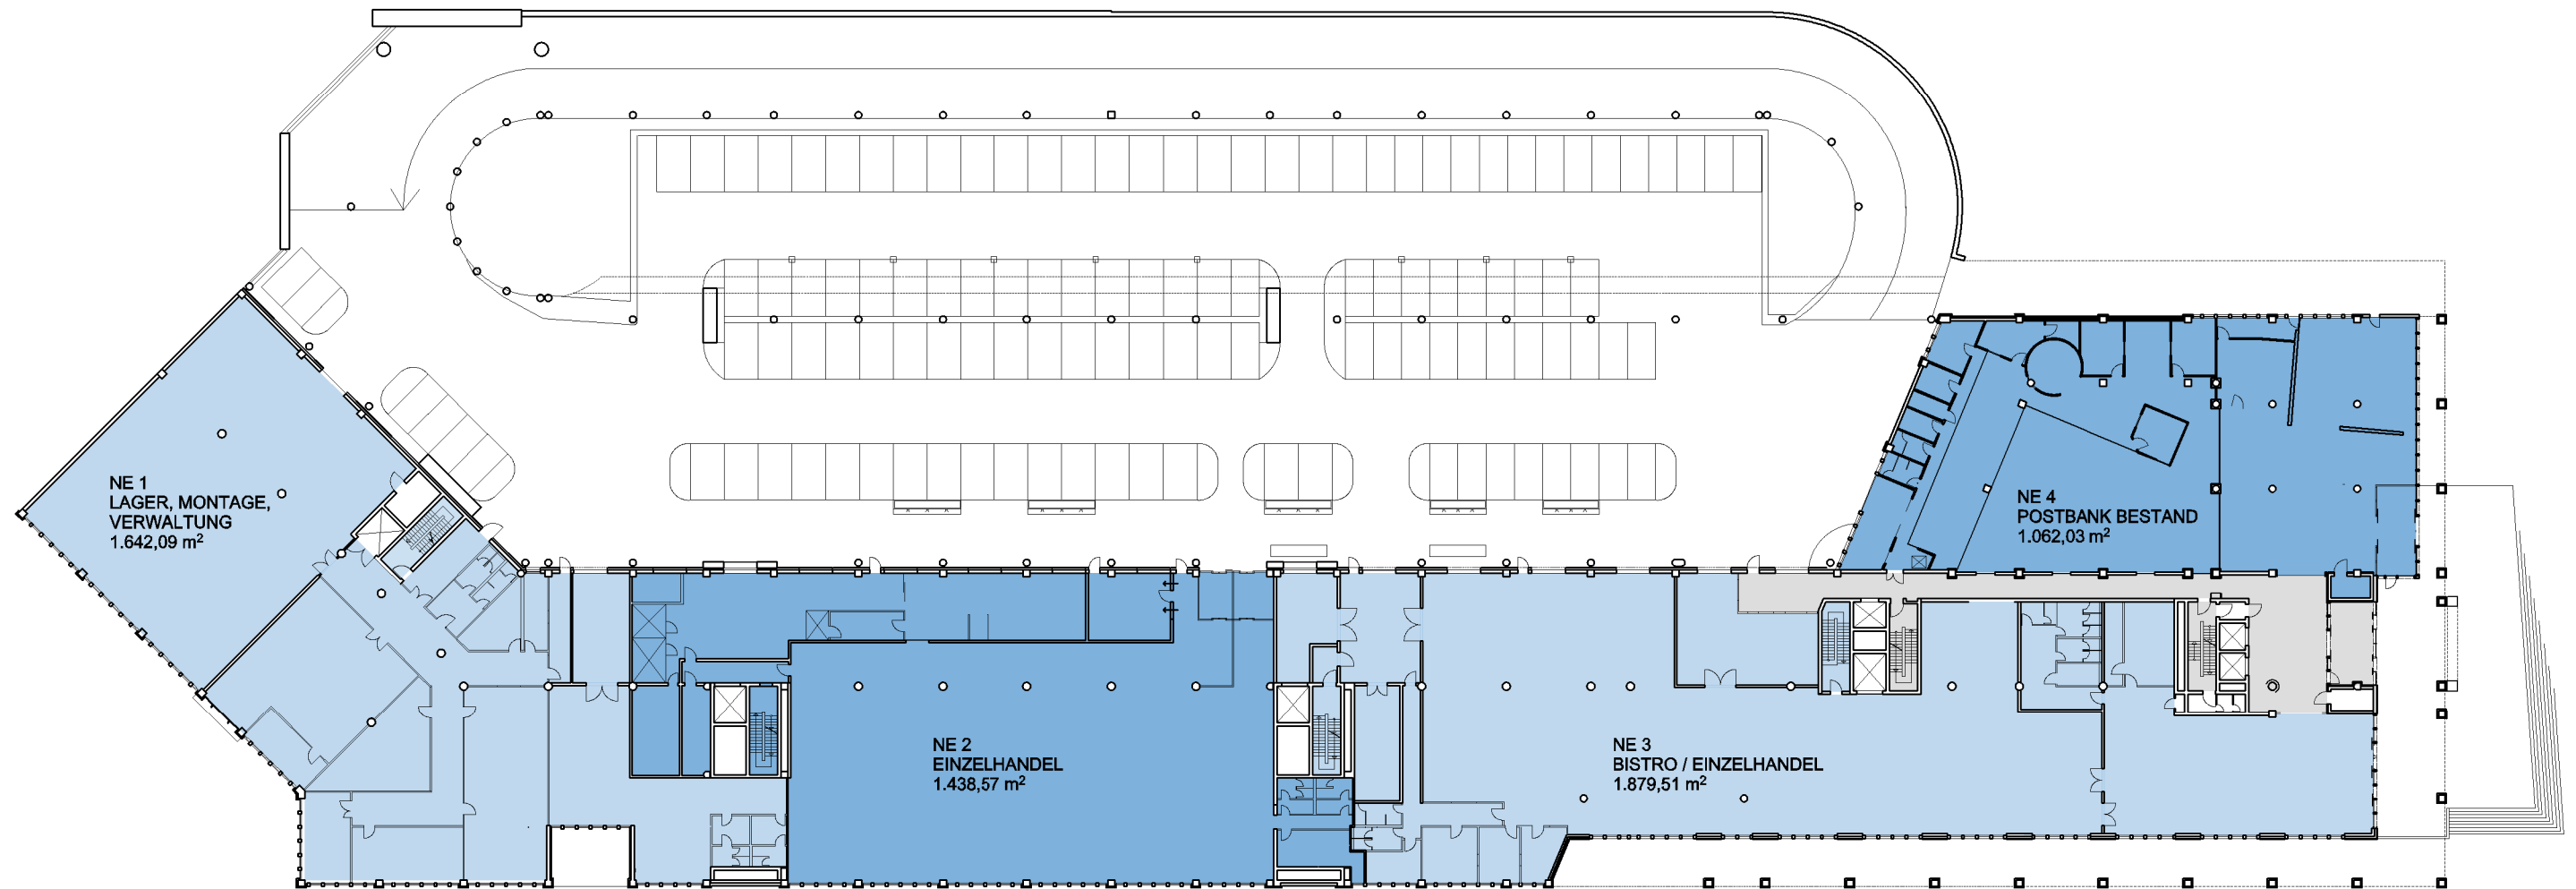 NE 1
LAGER, MONTAGE,
VERWALTUNG
1.642,09 m²
NE 2
EINZELHANDEL
1.438,57 m²
NE 3
BISTRO / EINZELHANDEL
1.879,51 m²
NE 4
POSTBANK BESTAND
1.062,03 m²